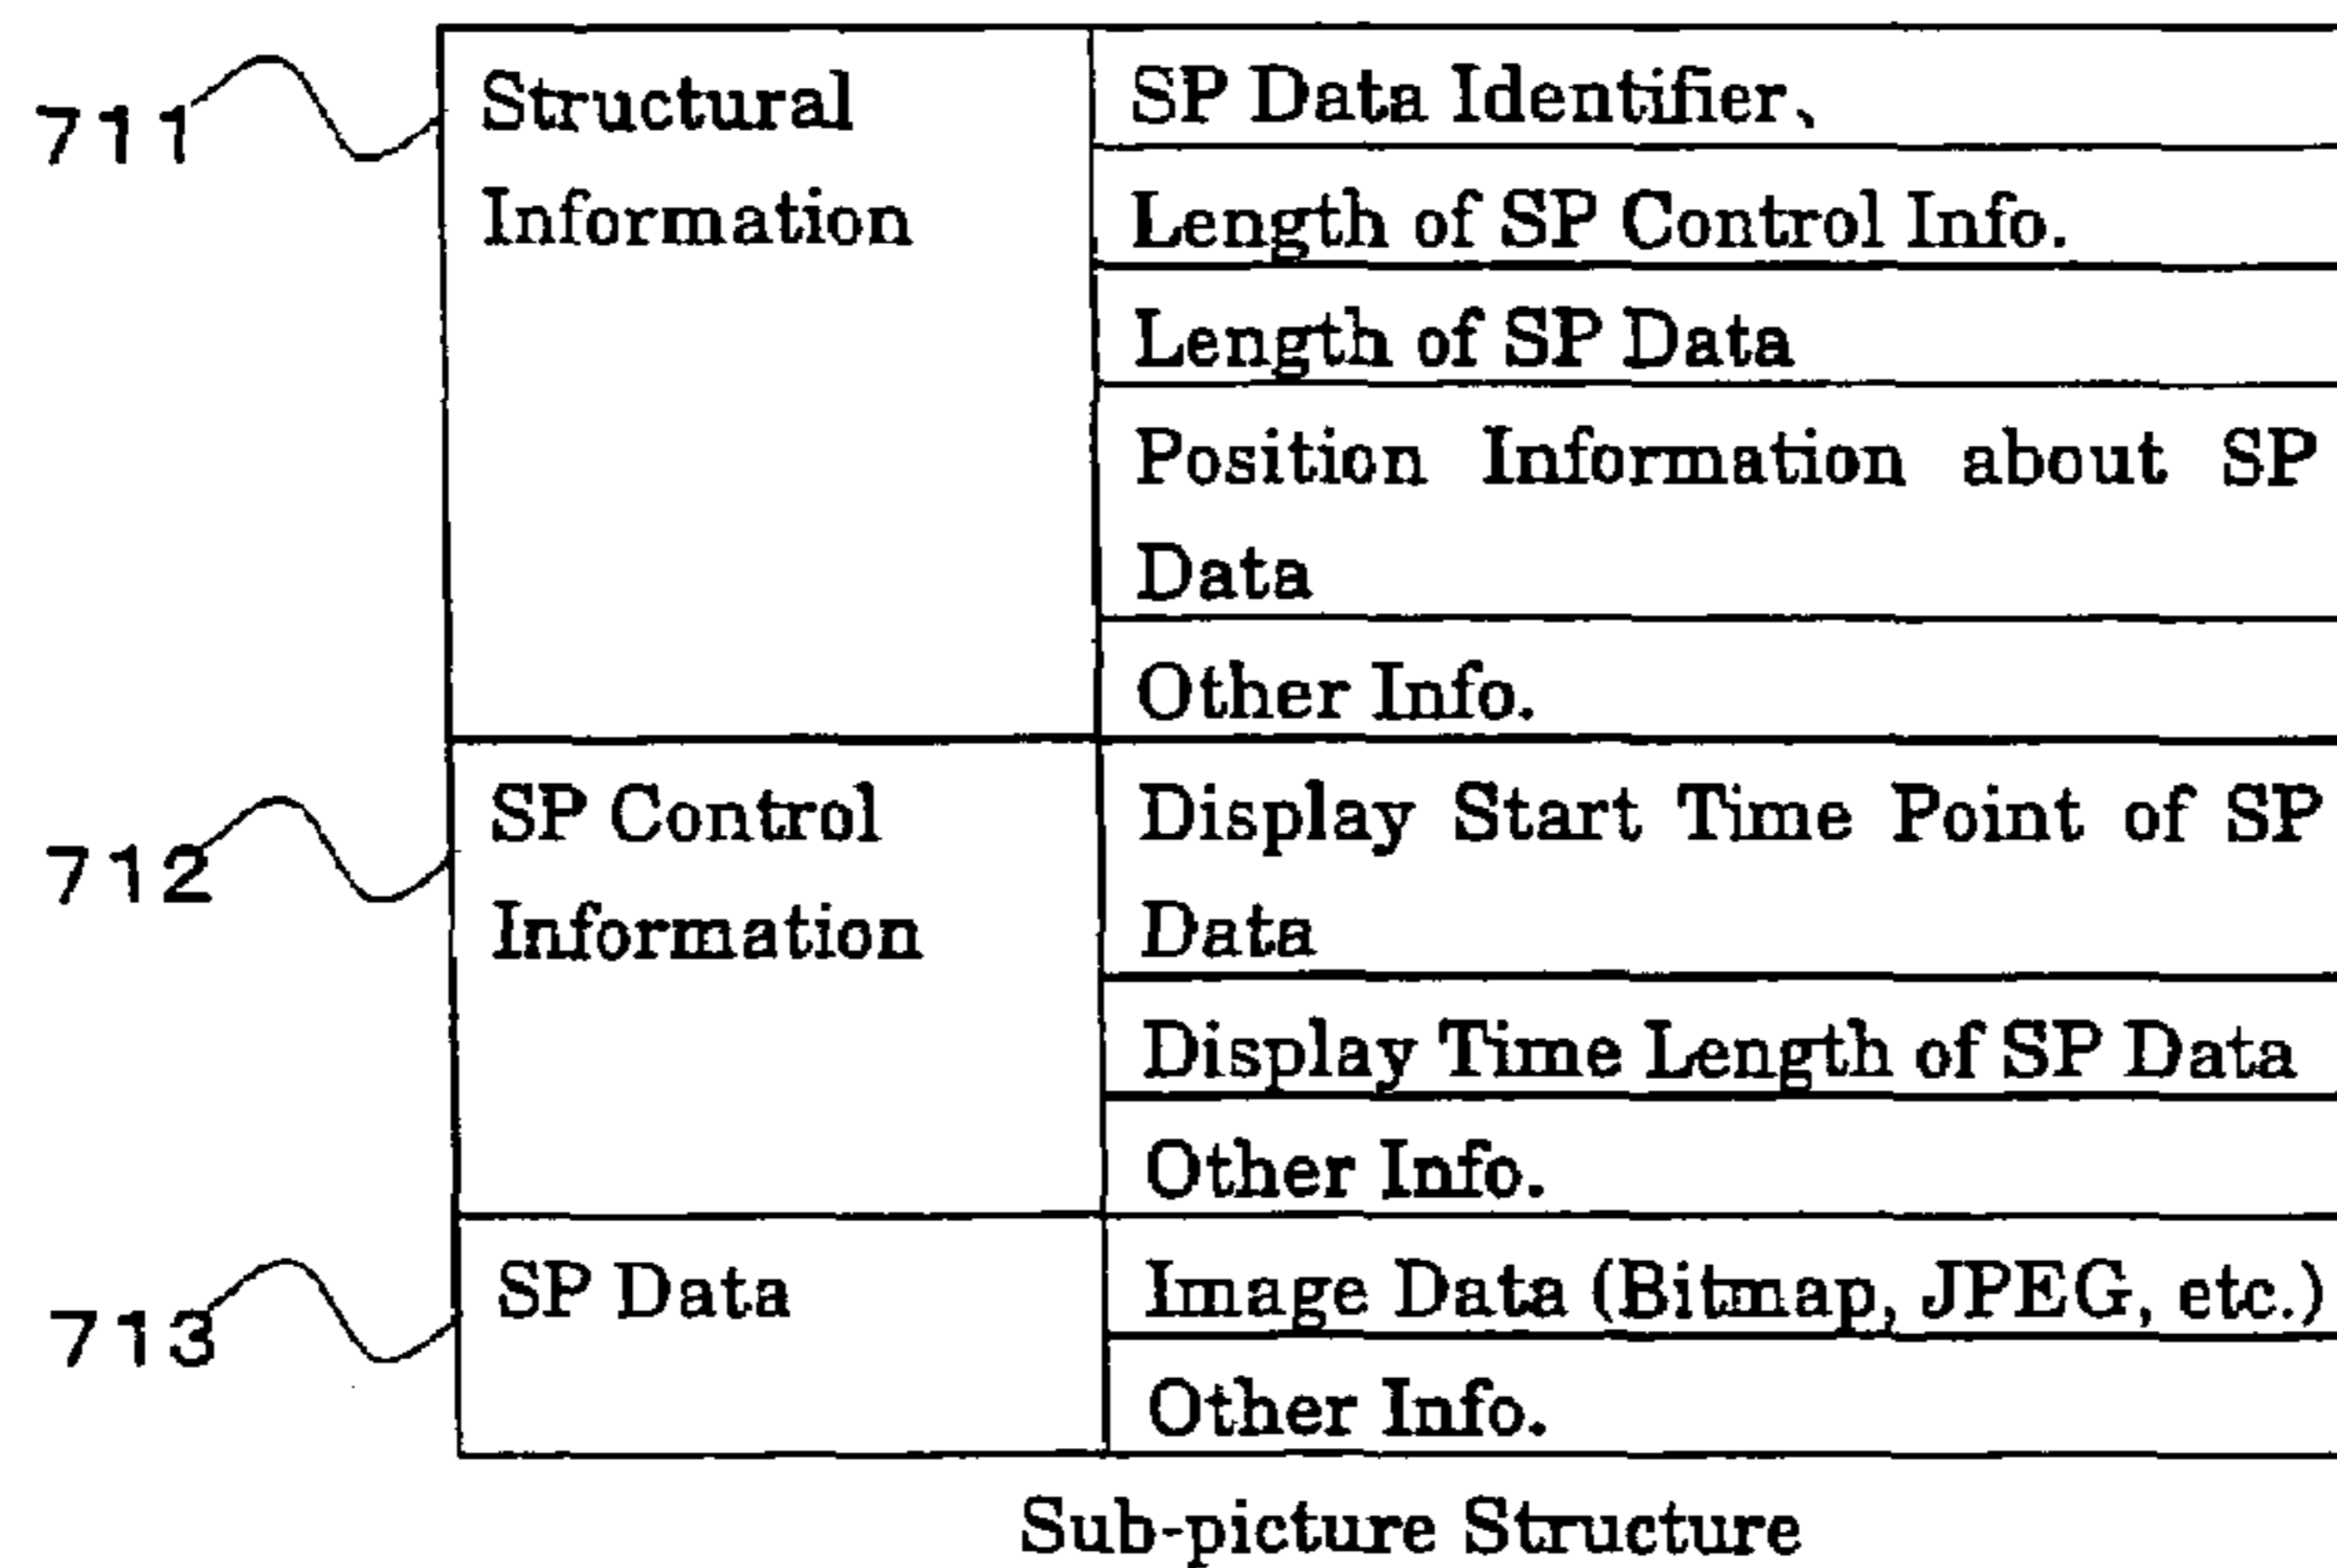 711
Structural
Information
SP Data Identifier、
Length of SP Control Info.
Length of SP Data
Position Information about SP
Data
Other Info.
712
SP Control
Information
Display Start Time Point of SP
Data
Display Time Length of SP Data
Other Info.
713
SP Data
Image Data (Bitmap, JPEG, etc.)
Other Info.
Sub-picture Structure